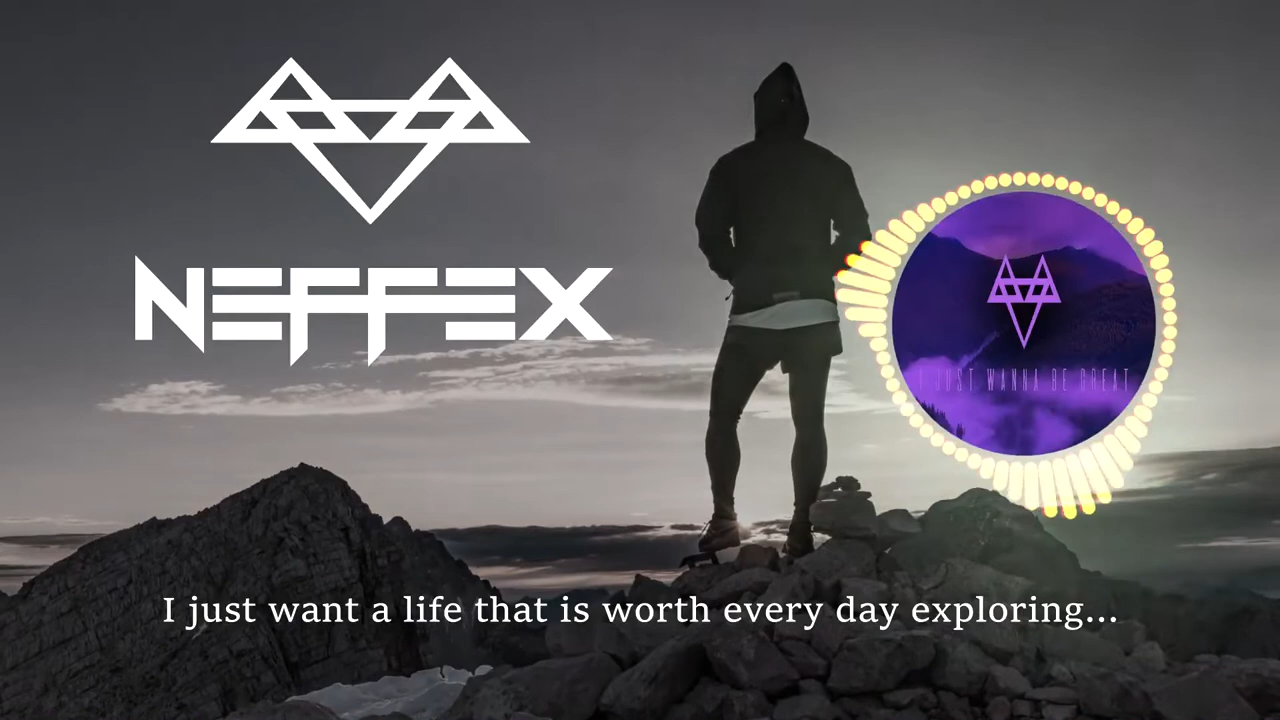 NEFFEX
I JUST WANNA BE GREAT
I just want a life that is worth every day exploring...